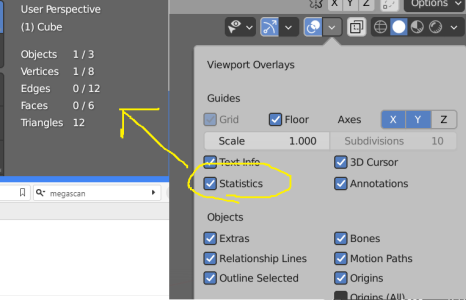 User Perspective
(1) Cube
Objects 1 / 3
Vertices 1 / 8
Edges 0 / 12
Faces 0 / 6
Triangles 12
megascan
X Y Z
Options
Viewport Overlays
Guides
Grid Floor Axes X Y Z
Scale 1.000 Subdivisions 10
Text Info 3D Cursor
Statistics Annotations
Objects
Extras Bones
Relationship Lines Motion Paths
Outline Selected Origins
Origins (All)